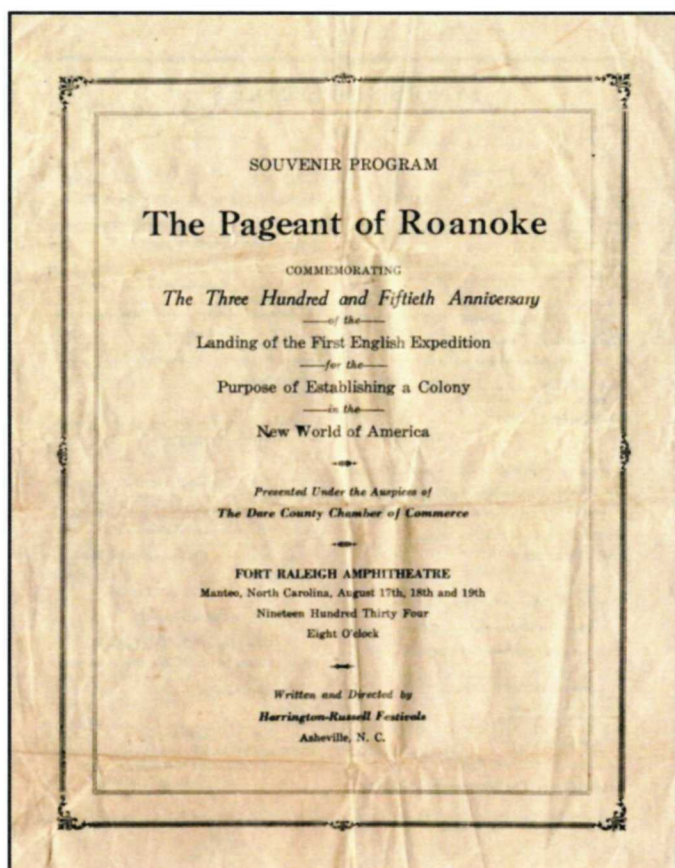 SOUVENIR PROGRAM
The Pageant of Roanoke
COMMEMORATING
The Three Hundred and Fiftieth Anniversary
of the
Landing of the First English Expedition
for the
Purpose of Establishing a Colony
in the
New World of America
Presented Under the Auspices of
The Dare County Chamber of Commerce
FORT RALEIGH AMPHITHEATRE
Manteo, North Carolina, August 17th, 18th and 19th
Nineteen Hundred Thirty Four
Eight O'clock
Written and Directed by
Harrington-Russell Festivals
Asheville, N. C.